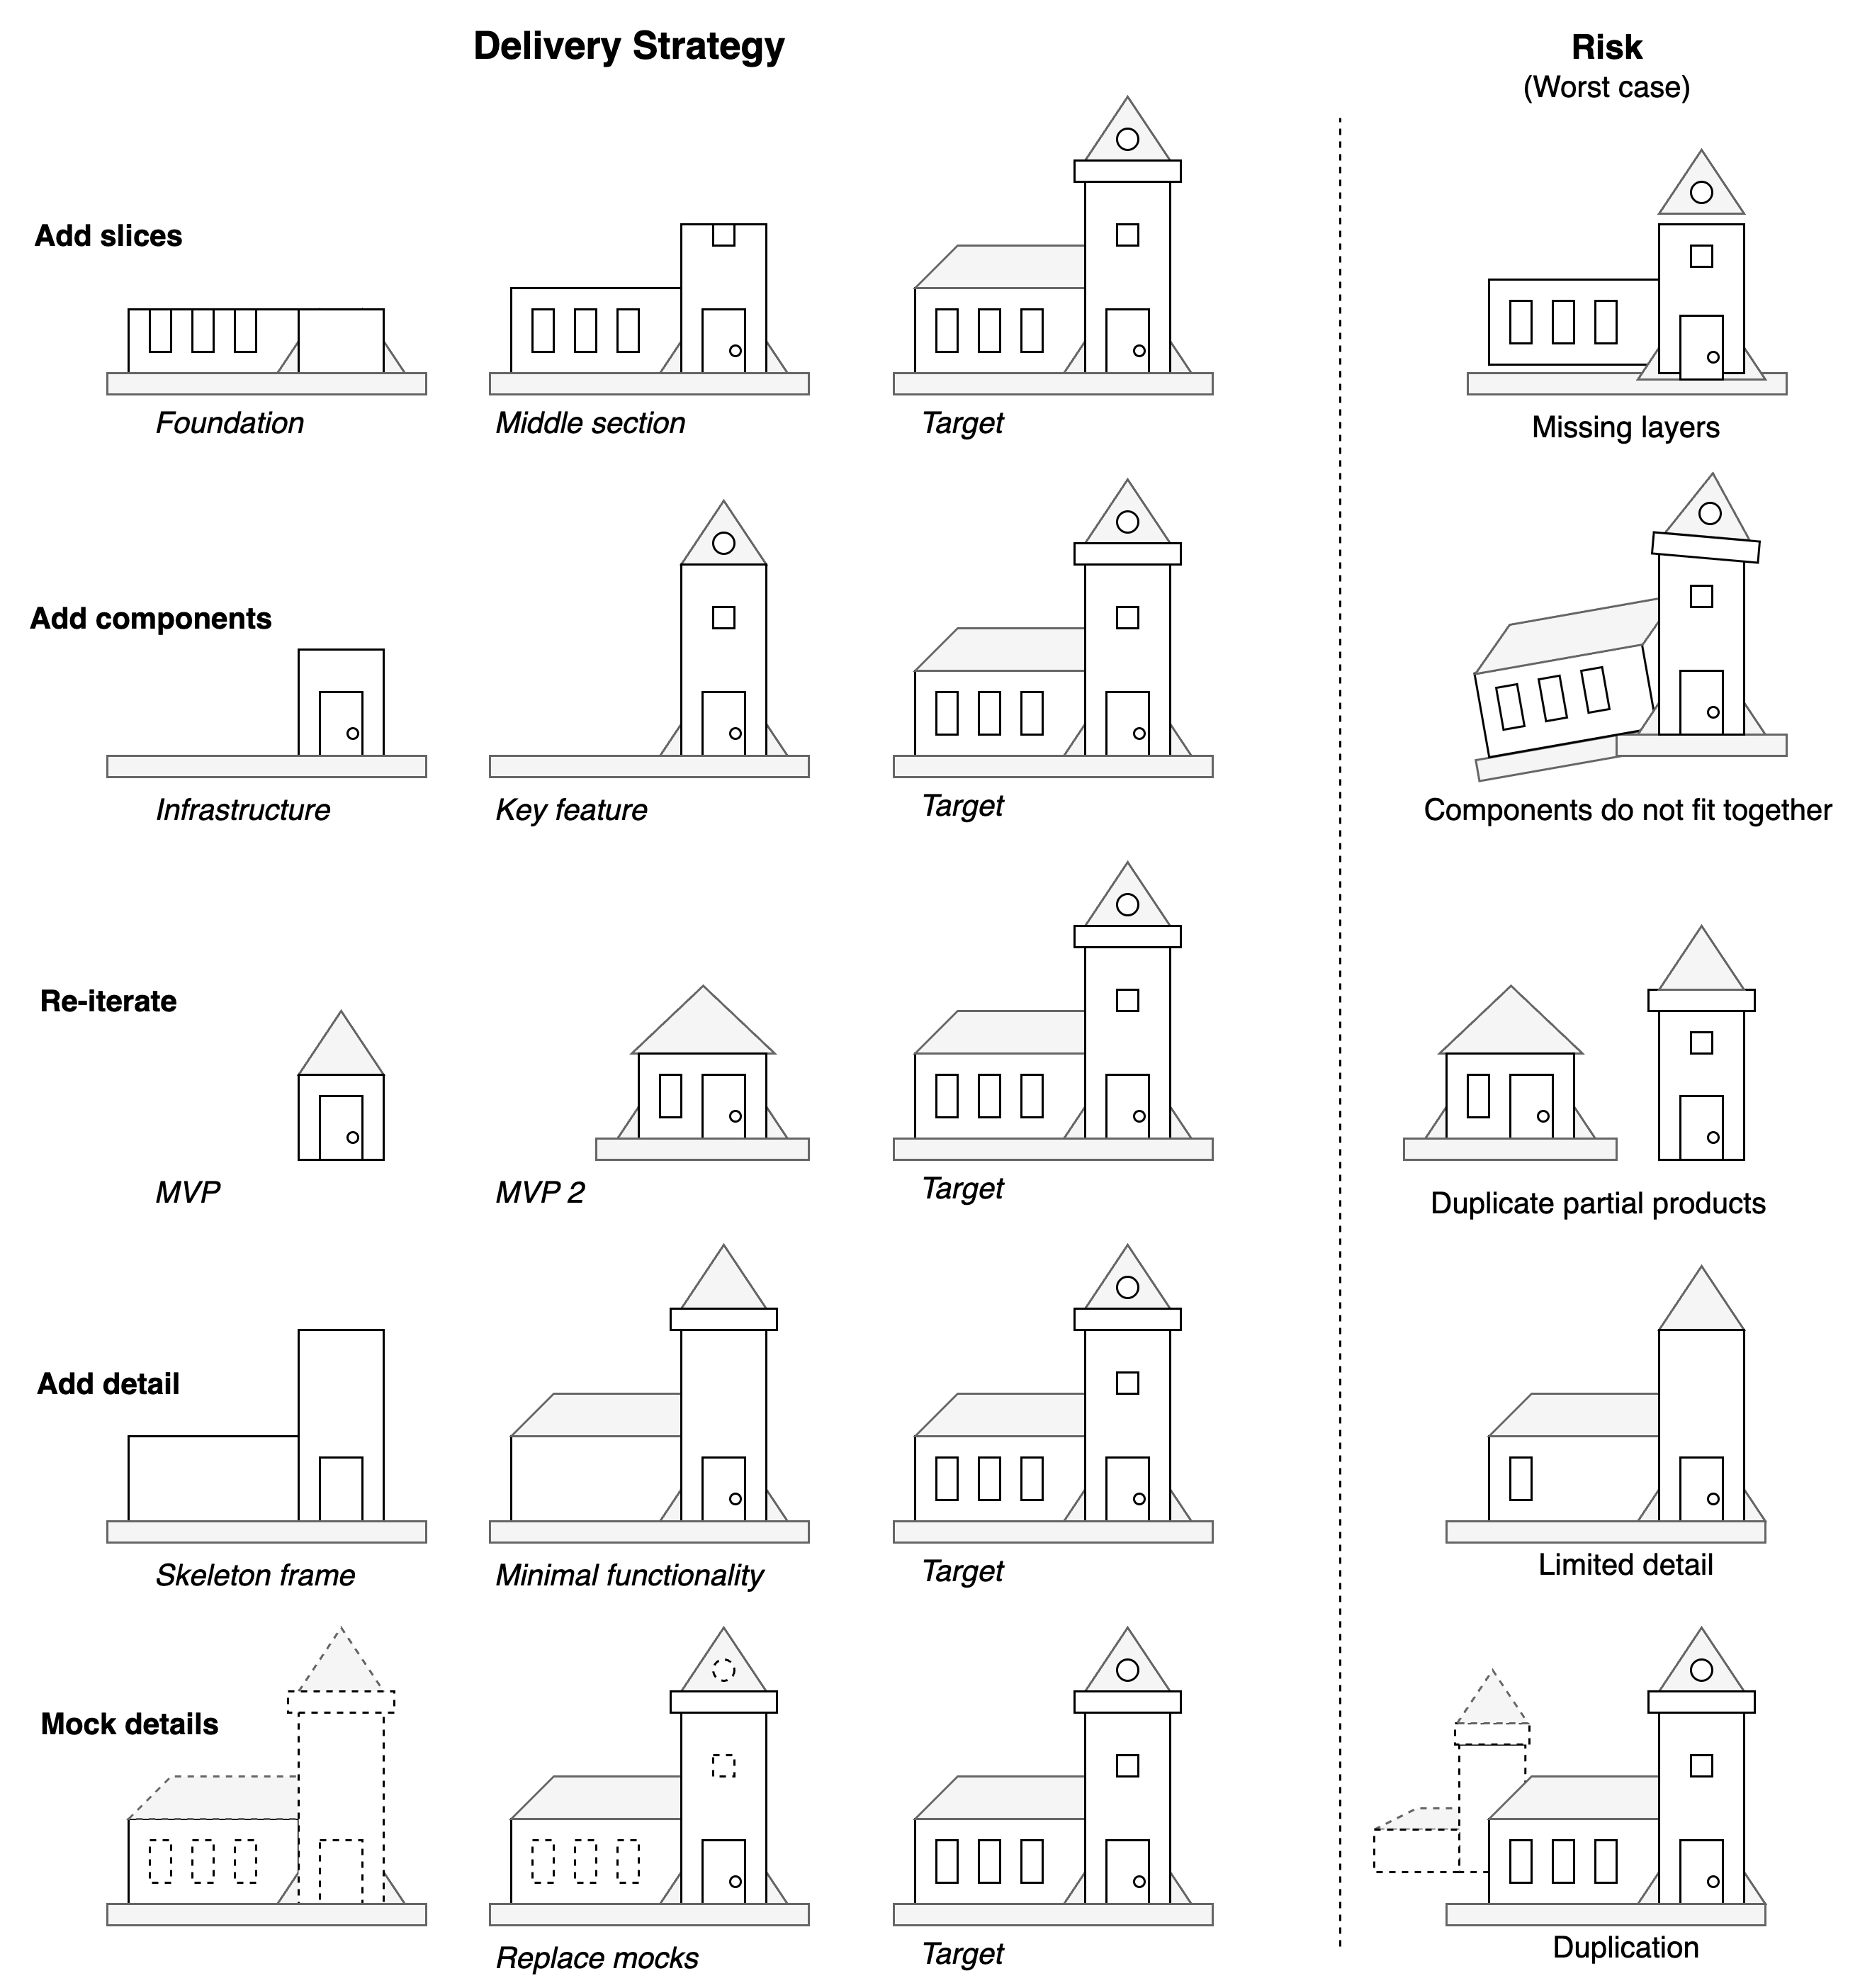 Delivery Strategy
Risk
(Worst case)
Add slices
Foundation
Middle section
Target
Missing layers
Add components
Infrastructure
Key feature
Target
Components do not fit together
Re-iterate
MVP
MVP 2
Target
Duplicate partial products
Add detail
Skeleton frame
Minimal functionality
Target
Limited detail
Mock details
Replace mocks
Target
Duplication